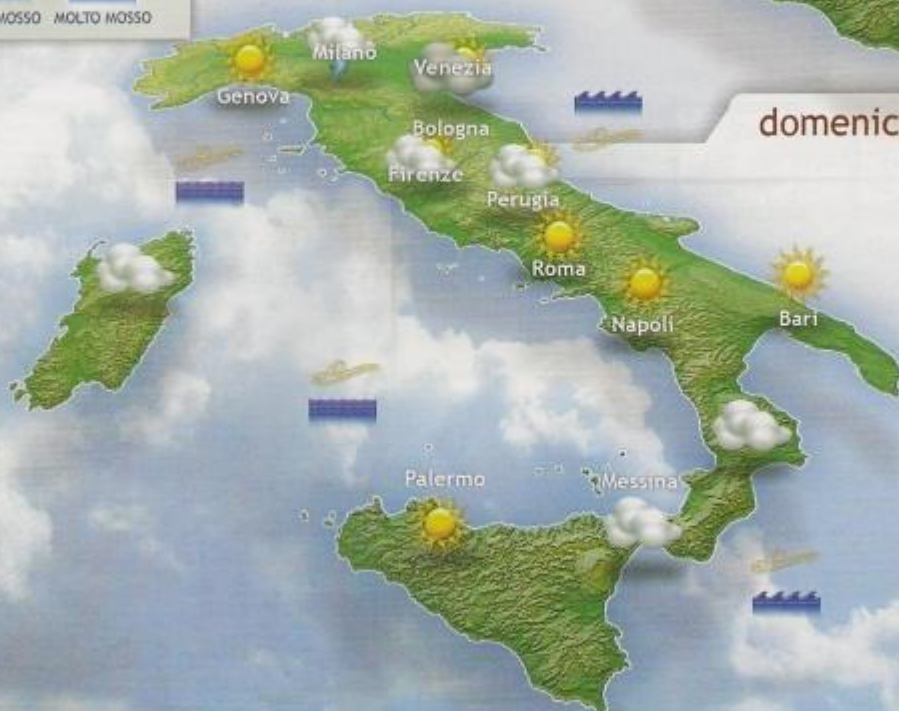 MOSSO MOLTO MOSSO
Milano
Venezia
Genova
domenic
Bologna
Firenze
Perugia
Roma
Napoli
Bari
Palermo
Messina